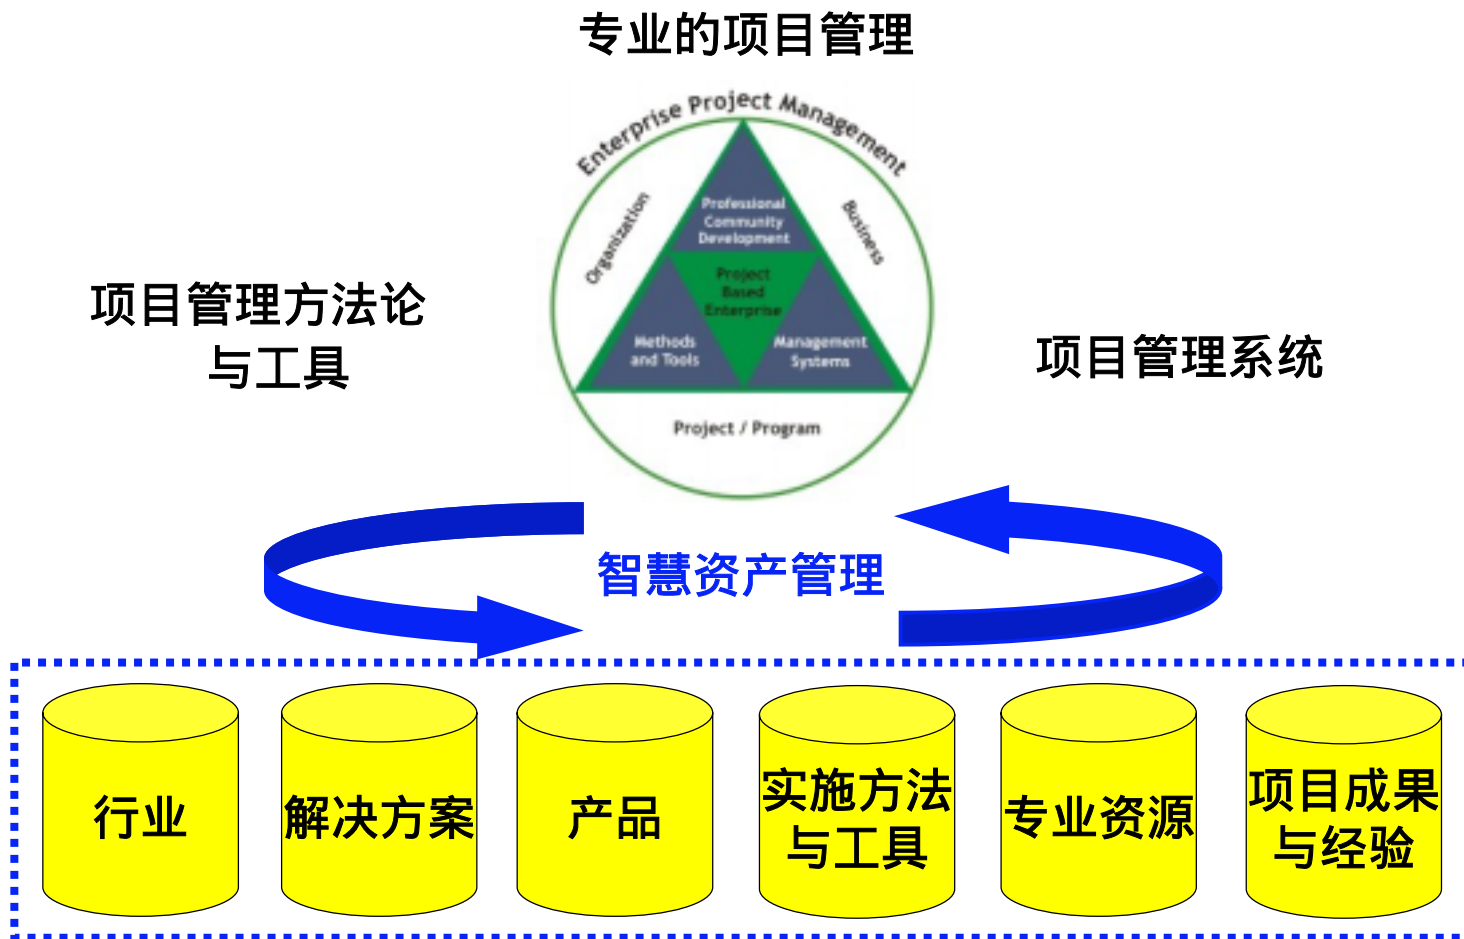 专业的项目管理
Enterprise Project Management
Organization
Business
Professional
Community
Development
Project
Based
Enterprise
Methods
and Tools
Management
Systems
Project / Program
项目管理方法论
与工具
项目管理系统
智慧资产管理
行业
解决方案
产品
实施方法
与工具
专业资源
项目成果
与经验